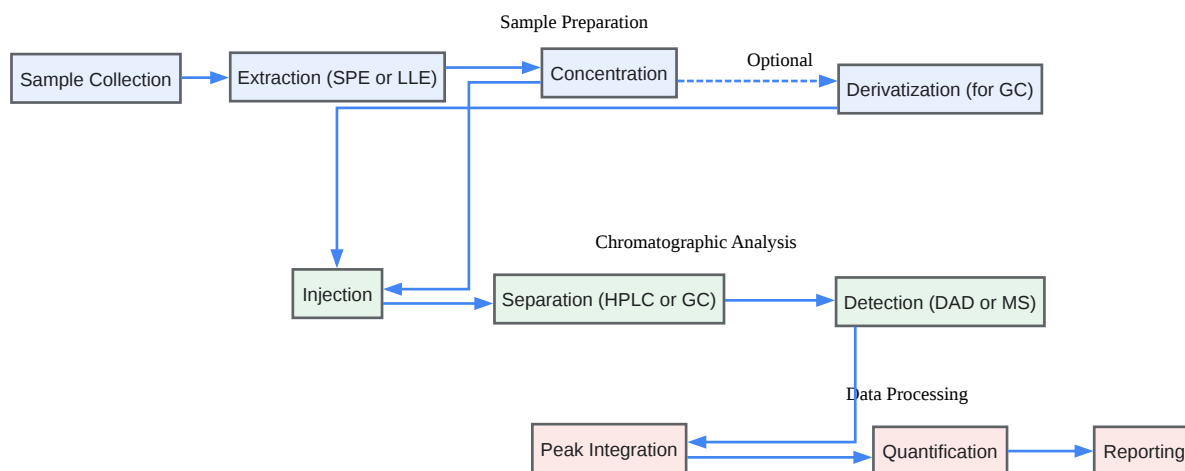 Sample Preparation
Sample Collection
Extraction (SPE or LLE)
Concentration
Optional
Derivatization (for GC)
Chromatographic Analysis
Injection
Separation (HPLC or GC)
Detection (DAD or MS)
Data Processing
Peak Integration
Quantification
Reporting